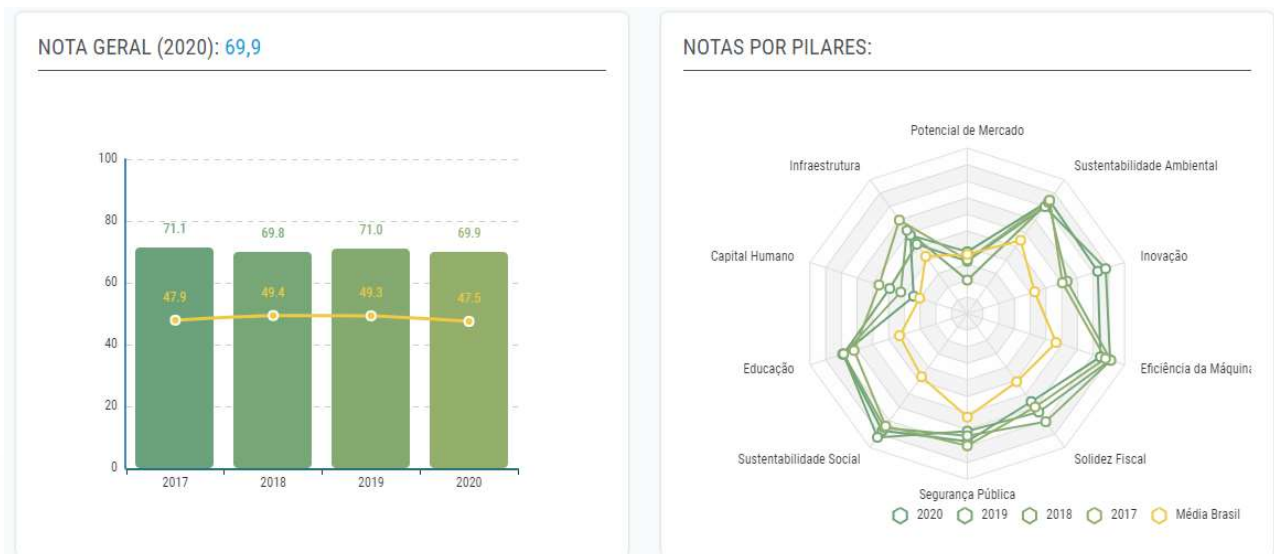 NOTA GERAL (2020): 69,9
100
80
60
40
20
0
71.1
69.8
71.0
69.9
47.9
49.4
49.3
47.5
2017
2018
2019
2020
NOTAS POR PILARES:
Potencial de Mercado
Infraestrutura
Sustentabilidade Ambiental
Capital Humano
Inovação
Educação
Eficiência da Máquina
Sustentabilidade Social
Solidez Fiscal
Segurança Pública
2020 2019 2018 2017 Média Brasil